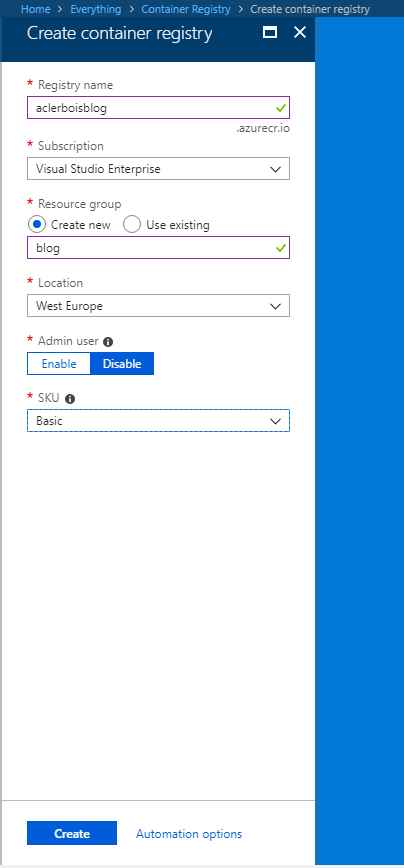 Home > Everything > Container Registry > Create container registry
Create container registry
* Registry name
aclerboisblog
.azurecr.io
* Subscription
Visual Studio Enterprise
* Resource group
Create new Use existing
blog
* Location
West Europe
* Admin user
Enable Disable
* SKU
Basic
Create Automation options